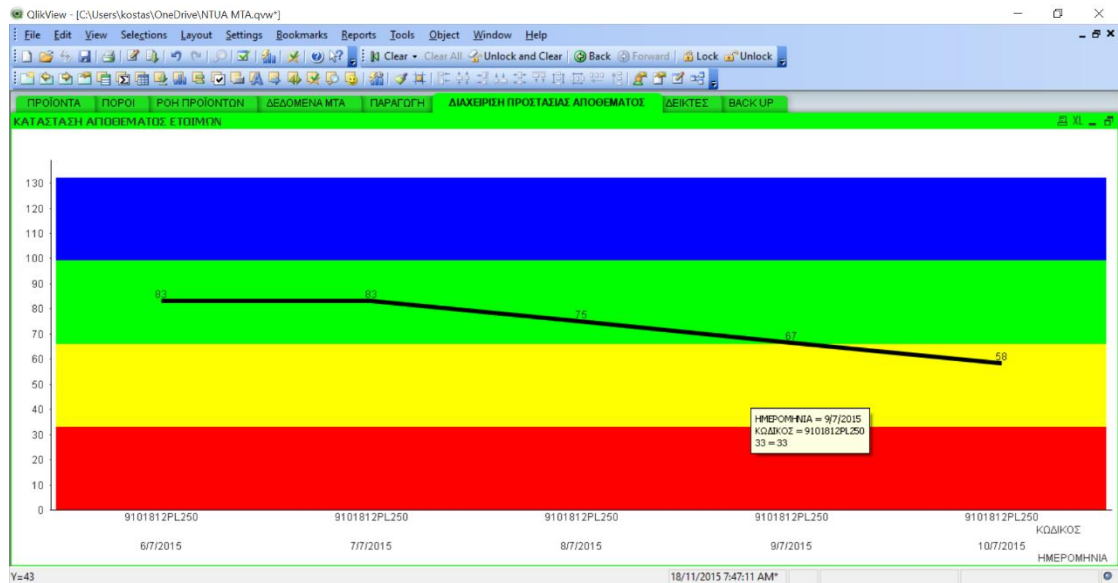 QlikView - [C:\Users\kostas\OneDrive\NTUA MTA.qvw*]
File Edit View Selections Layout Settings Bookmarks Reports Tools Object Window Help
Clear Clear All Unlock and Clear Back Forward Lock Unlock
ΠΡΟΪΟΝΤΑ ΠΟΡΟΙ ΡΟΗ ΠΡΟΪΟΝΤΩΝ ΔΕΔΟΜΕΝΑ ΜΤΑ ΠΑΡΑΓΩΓΗ ΔΙΑΧΕΙΡΙΣΗ ΠΡΟΣΤΑΣΙΑΣ ΑΠΟΘΕΜΑΤΟΣ ΔΕΙΚΤΕΣ BACK UP
ΚΑΤΑΣΤΑΣΗ ΑΠΟΘΕΜΑΤΟΣ ΕΤΟΙΜΩΝ XL
130
120
110
100
90
80
70
60
50
40
30
20
10
0
83 83 75 67 58
ΗΜΕΡΟΜΗΝΙΑ = 9/7/2015
ΚΩΔΙΚΟΣ = 9101812PL250
33 = 33
9101812PL250 9101812PL250 9101812PL250 9101812PL250 9101812PL250
ΚΩΔΙΚΟΣ
6/7/2015 7/7/2015 8/7/2015 9/7/2015 10/7/2015
ΗΜΕΡΟΜΗΝΙΑ
Y=43 18/11/2015 7:47:11 AM*